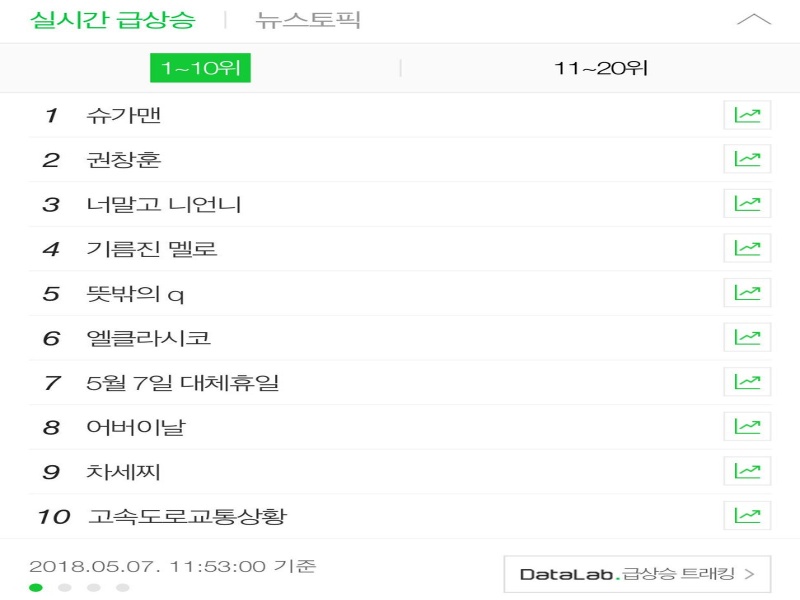 실시간 급상승 | 뉴스토픽
1~10위 | 11~20위
1 슈가맨
2 권창훈
3 너말고 니언니
4 기름진 멜로
5 뜻밖의 q
6 엘클라시코
7 5월 7일 대체휴일
8 어버이날
9 차세찌
10 고속도로교통상황
2018.05.07. 11:53:00 기준
DataLab.급상승 트래킹 >